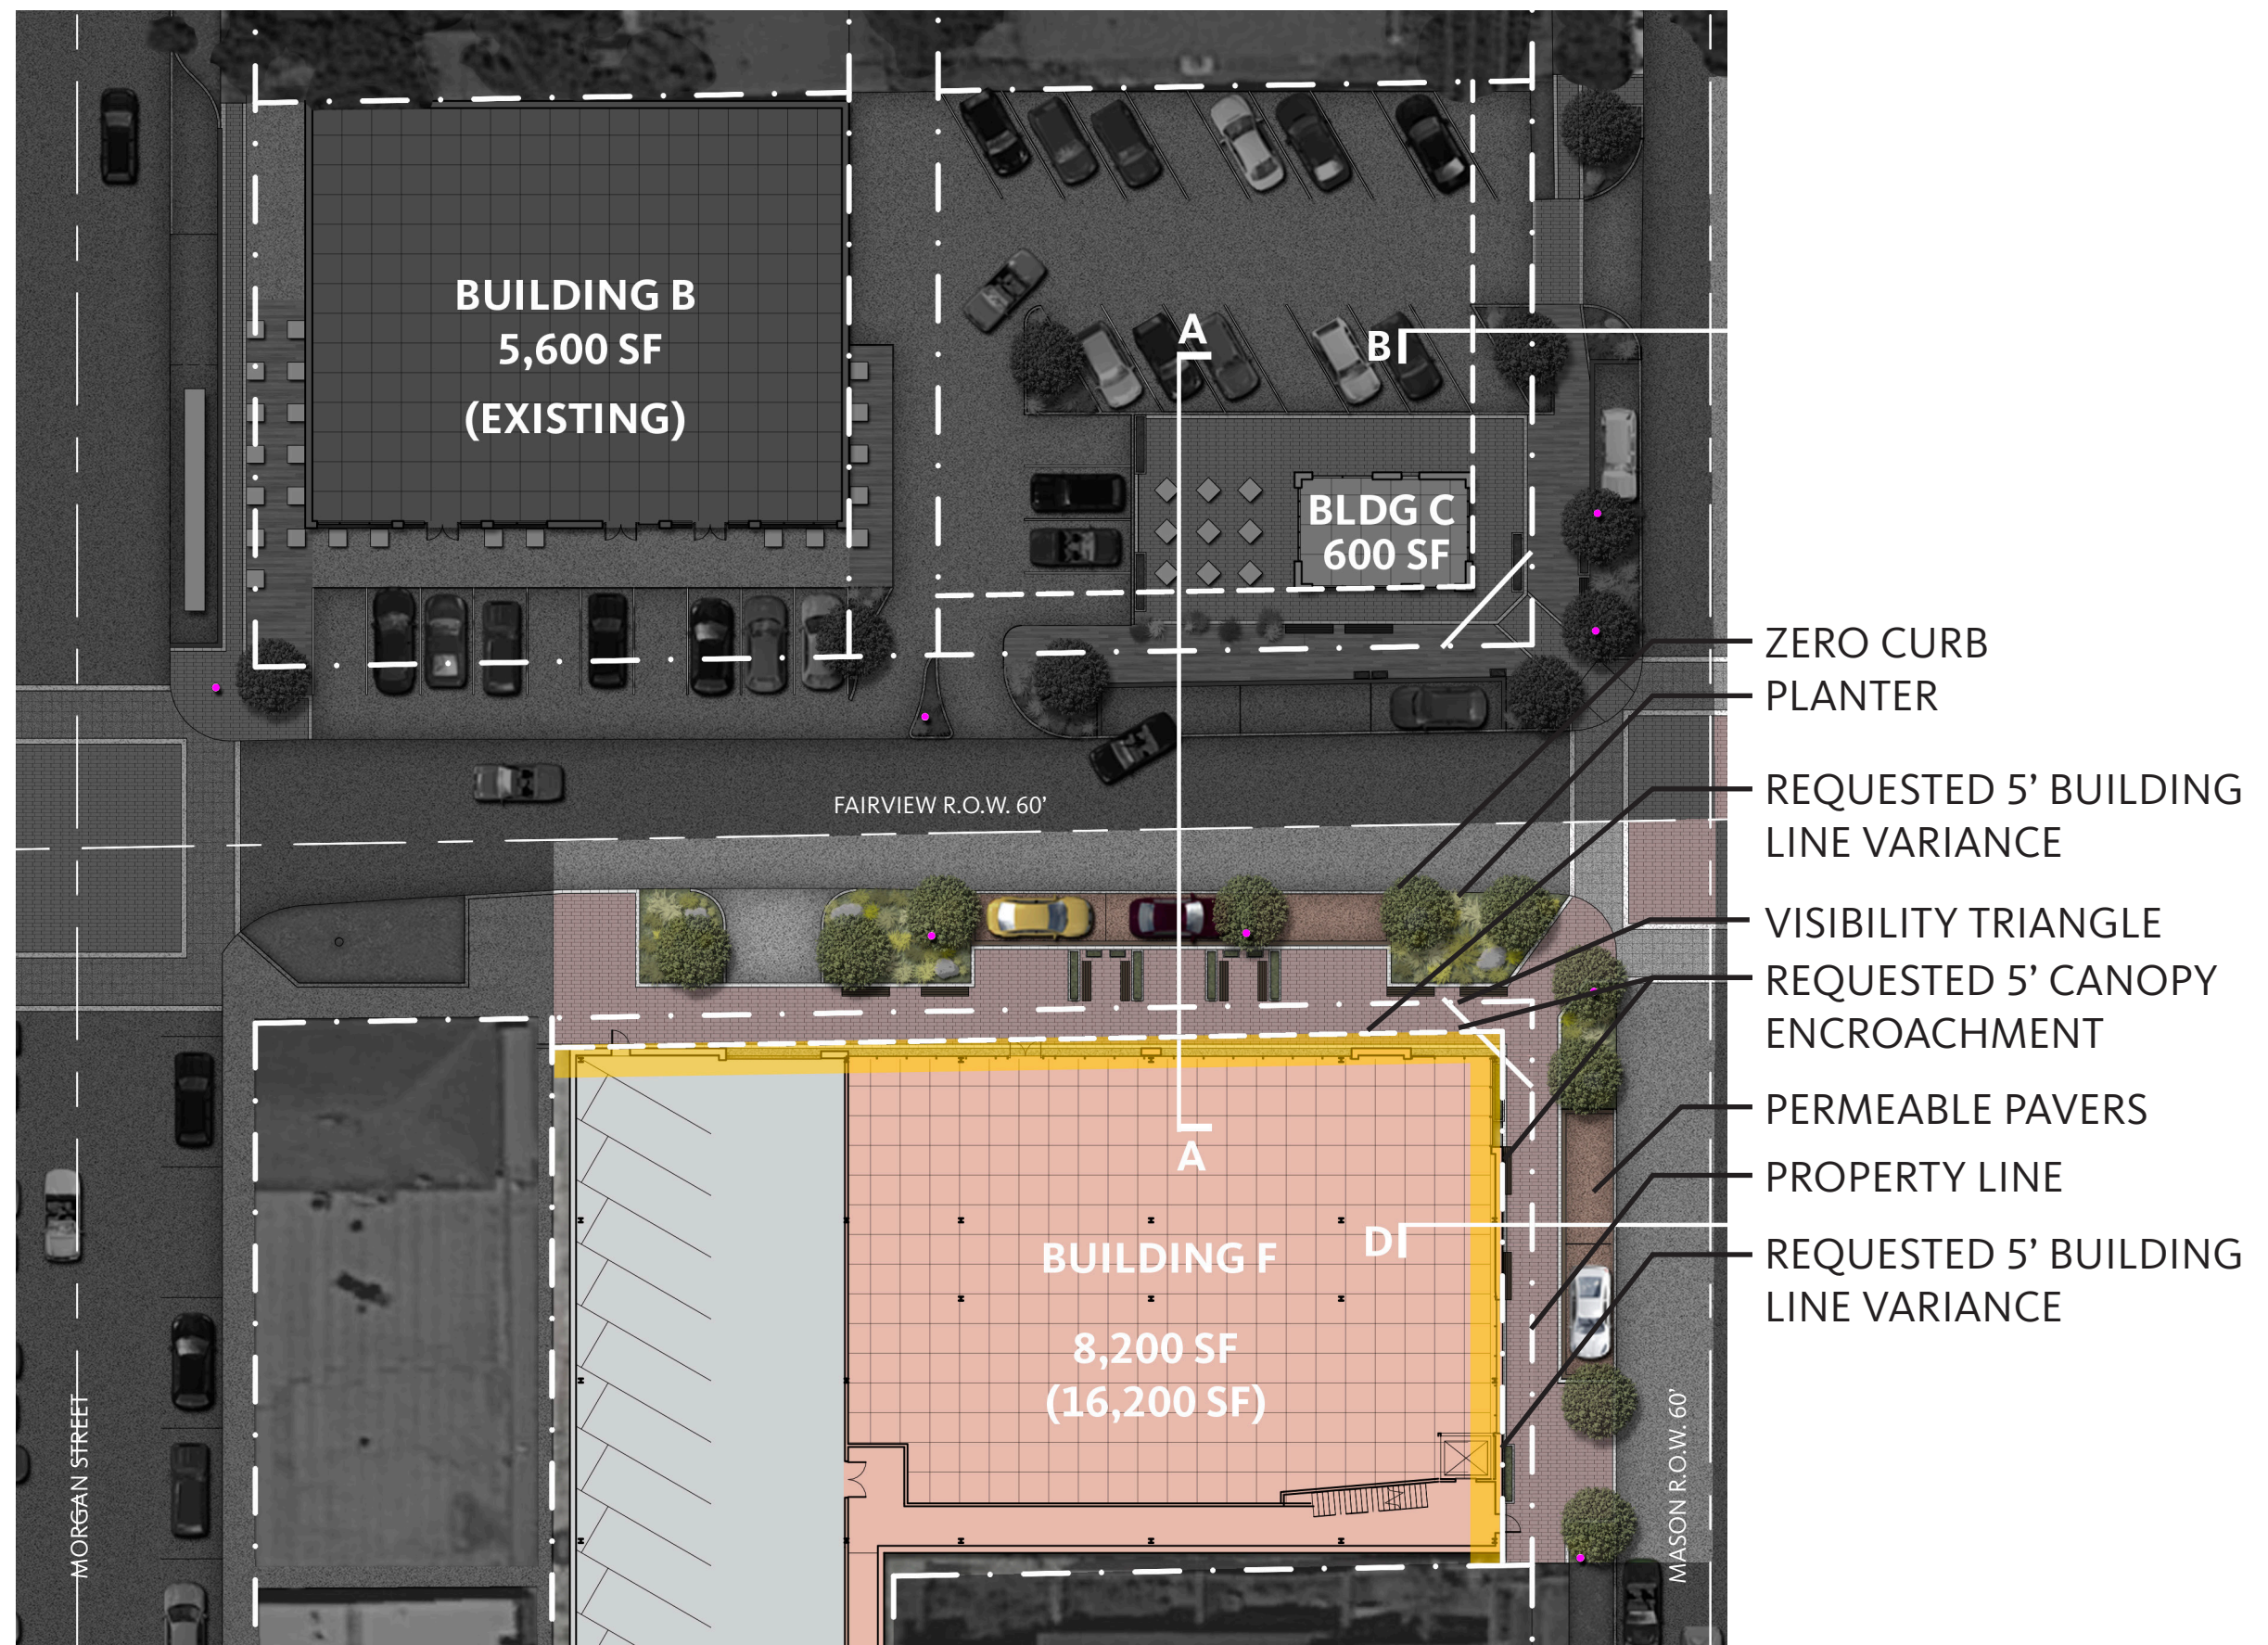 BUILDING B
5,600 SF
(EXISTING)
A
B
BLDG C
600 SF
FAIRVIEW R.O.W. 60’
A
D
BUILDING F
8,200 SF
(16,200 SF)
MORGAN STREET
MASON R.O.W. 60’
ZERO CURB
PLANTER
REQUESTED 5’ BUILDING
LINE VARIANCE
VISIBILITY TRIANGLE
REQUESTED 5’ CANOPY
ENCROACHMENT
PERMEABLE PAVERS
PROPERTY LINE
REQUESTED 5’ BUILDING
LINE VARIANCE